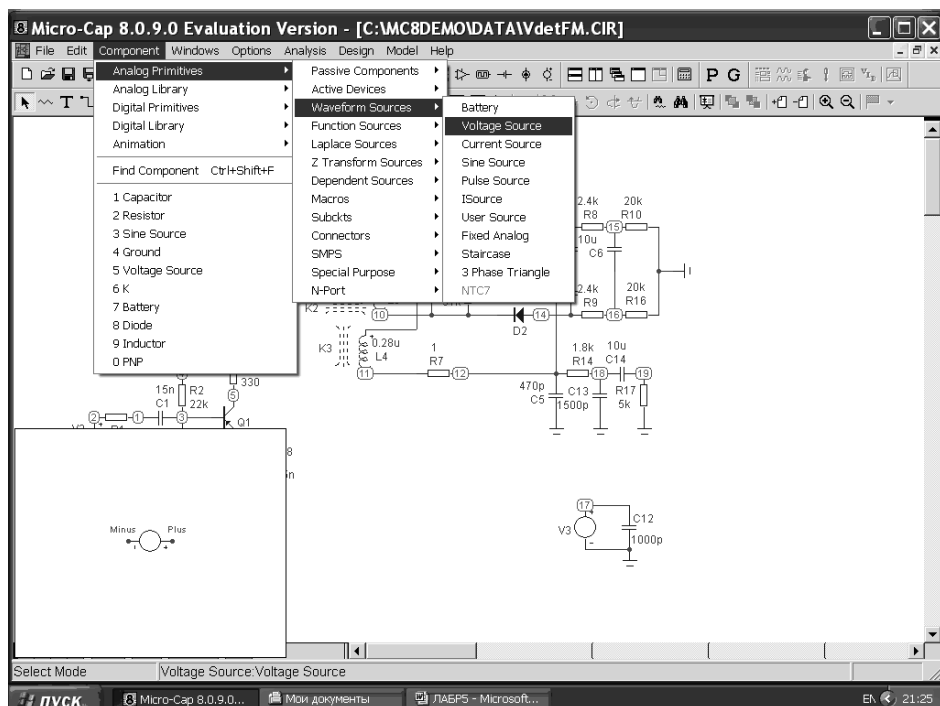 Micro-Cap 8.0.9.0 Evaluation Version - [C:\MC8DEMO\DATA\VdetFM.CIR]
File Edit Component Windows Options Analysis Design Model Help
P G
T
Analog Primitives
Analog Library
Digital Primitives
Digital Library
Animation
Find Component Ctrl+Shift+F
1 Capacitor
2 Resistor
3 Sine Source
4 Ground
5 Voltage Source
6 K
7 Battery
8 Diode
9 Inductor
0 PNP
Passive Components
Active Devices
Waveform Sources
Function Sources
Laplace Sources
Z Transform Sources
Dependent Sources
Macros
Subckts
Connectors
SMPS
Special Purpose
N-Port
Battery
Voltage Source
Current Source
Sine Source
Pulse Source
ISource
User Source
Fixed Analog
Staircase
3 Phase Triangle
NTC7
2.4k 20k
R8 R10
15
10u
C6
2.4k 20k
R9 R16
K2 10 14 16
D2
K3 0.28u
L4
1
R7
1.8k 10u
R14 C14
11 12 18 19
470p
C5
C13
1500p
R17
5k
15n R2
C1 22k
330
5
2 1 3
Q1
17
V3
C12
1000p
Minus Plus
Select Mode Voltage Source:Voltage Source
пуск Micro-Cap 8.0.9.0... Мои документы ЛАБР5 - Microsoft... EN 21:25